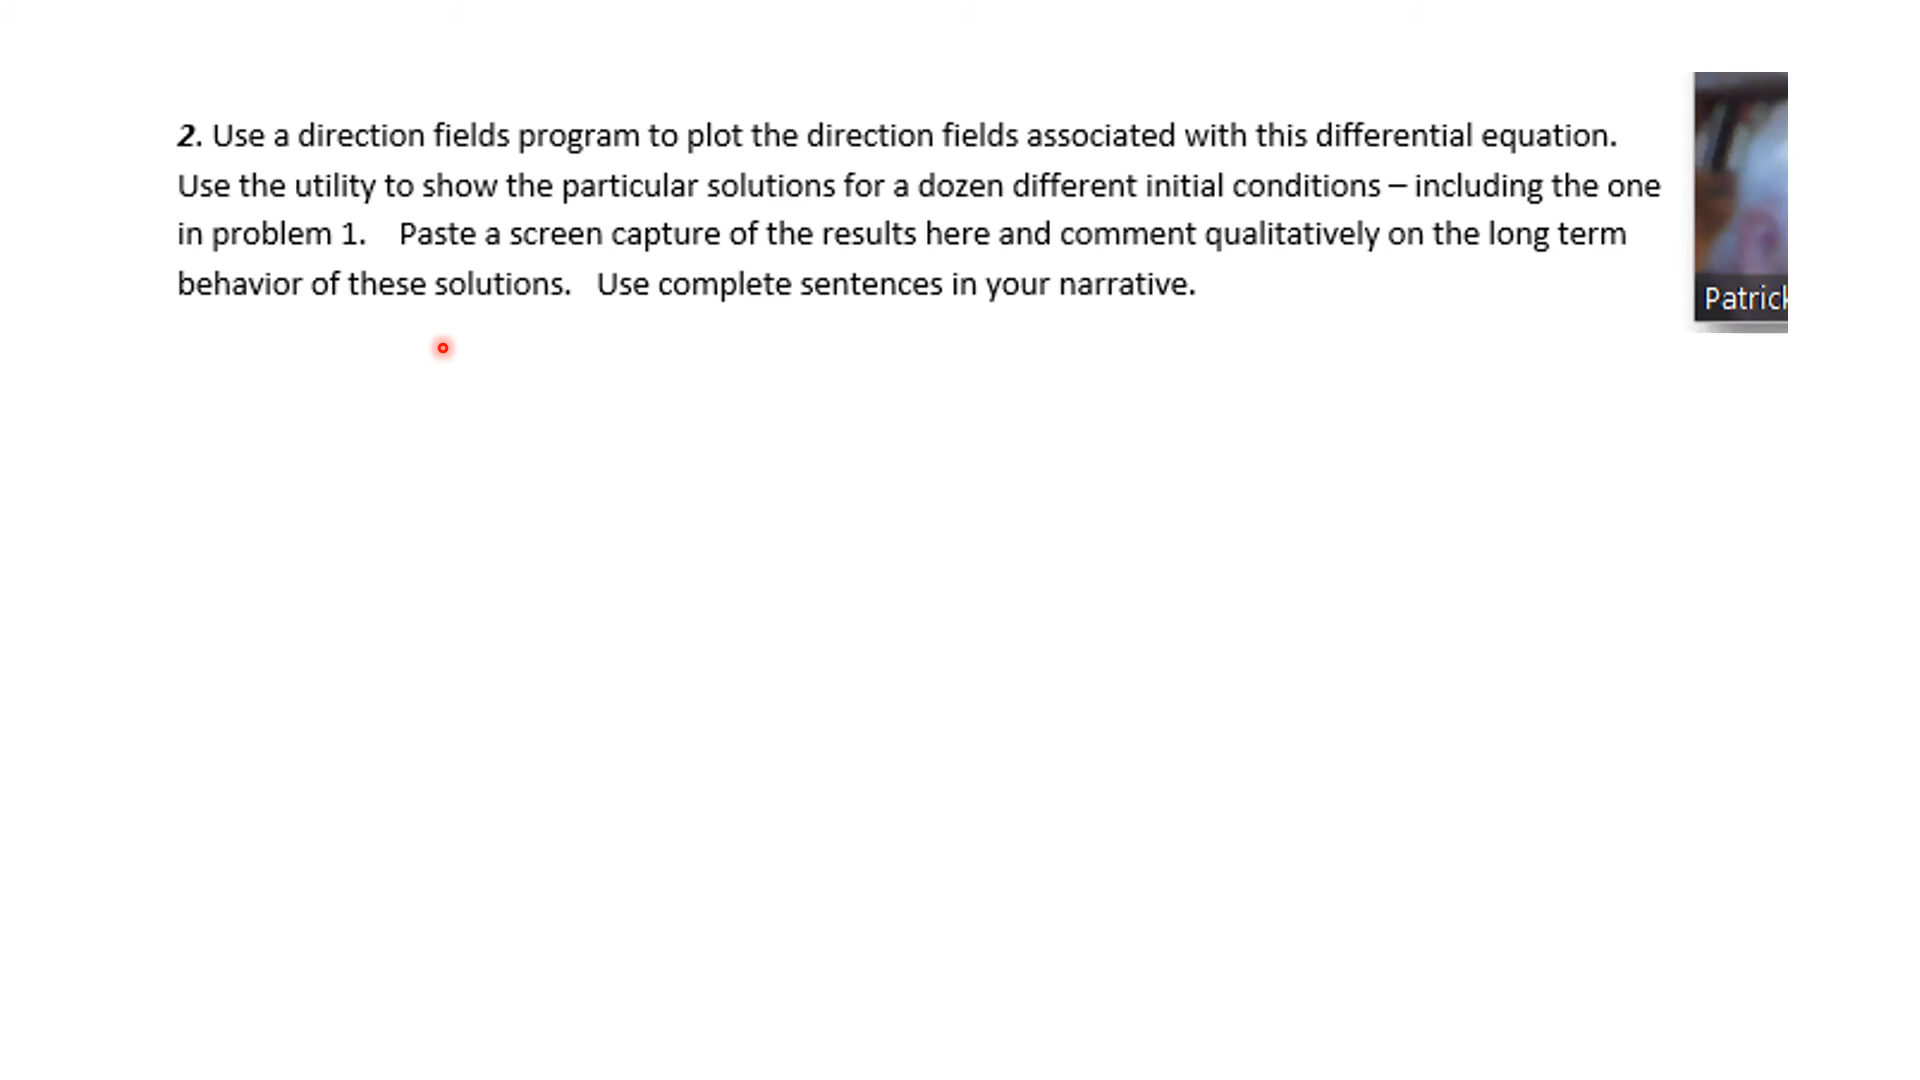 2. Use a direction fields program to plot the direction fields associated with this differential equation.
Use the utility to show the particular solutions for a dozen different initial conditions – including the one
in problem 1. Paste a screen capture of the results here and comment qualitatively on the long term
behavior of these solutions. Use complete sentences in your narrative.
Patrick